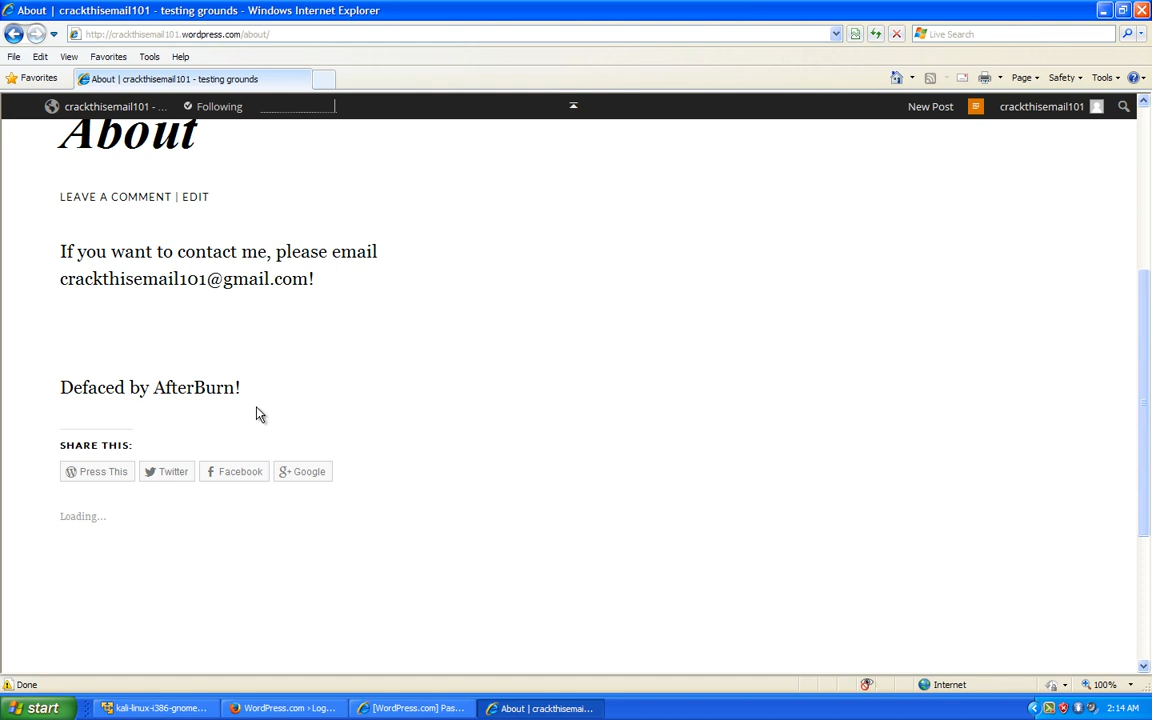 About | crackthisemail101 - testing grounds - Windows Internet Explorer
http://crackthisemail101.wordpress.com/about/
Live Search
File Edit View Favorites Tools Help
Favorites
About | crackthisemail101 - testing grounds
Page Safety Tools
crackthisemail101 - ... Following
New Post crackthisemail101
About
LEAVE A COMMENT | EDIT
If you want to contact me, please email
crackthisemail101@gmail.com!
Defaced by AfterBurn!
SHARE THIS:
Press This Twitter Facebook Google
Loading...
Done Internet 100%
start kali-linux-i386-gnome... WordPress.com › Log... [WordPress.com] Pas... About | crackthisemai... 2:14 AM